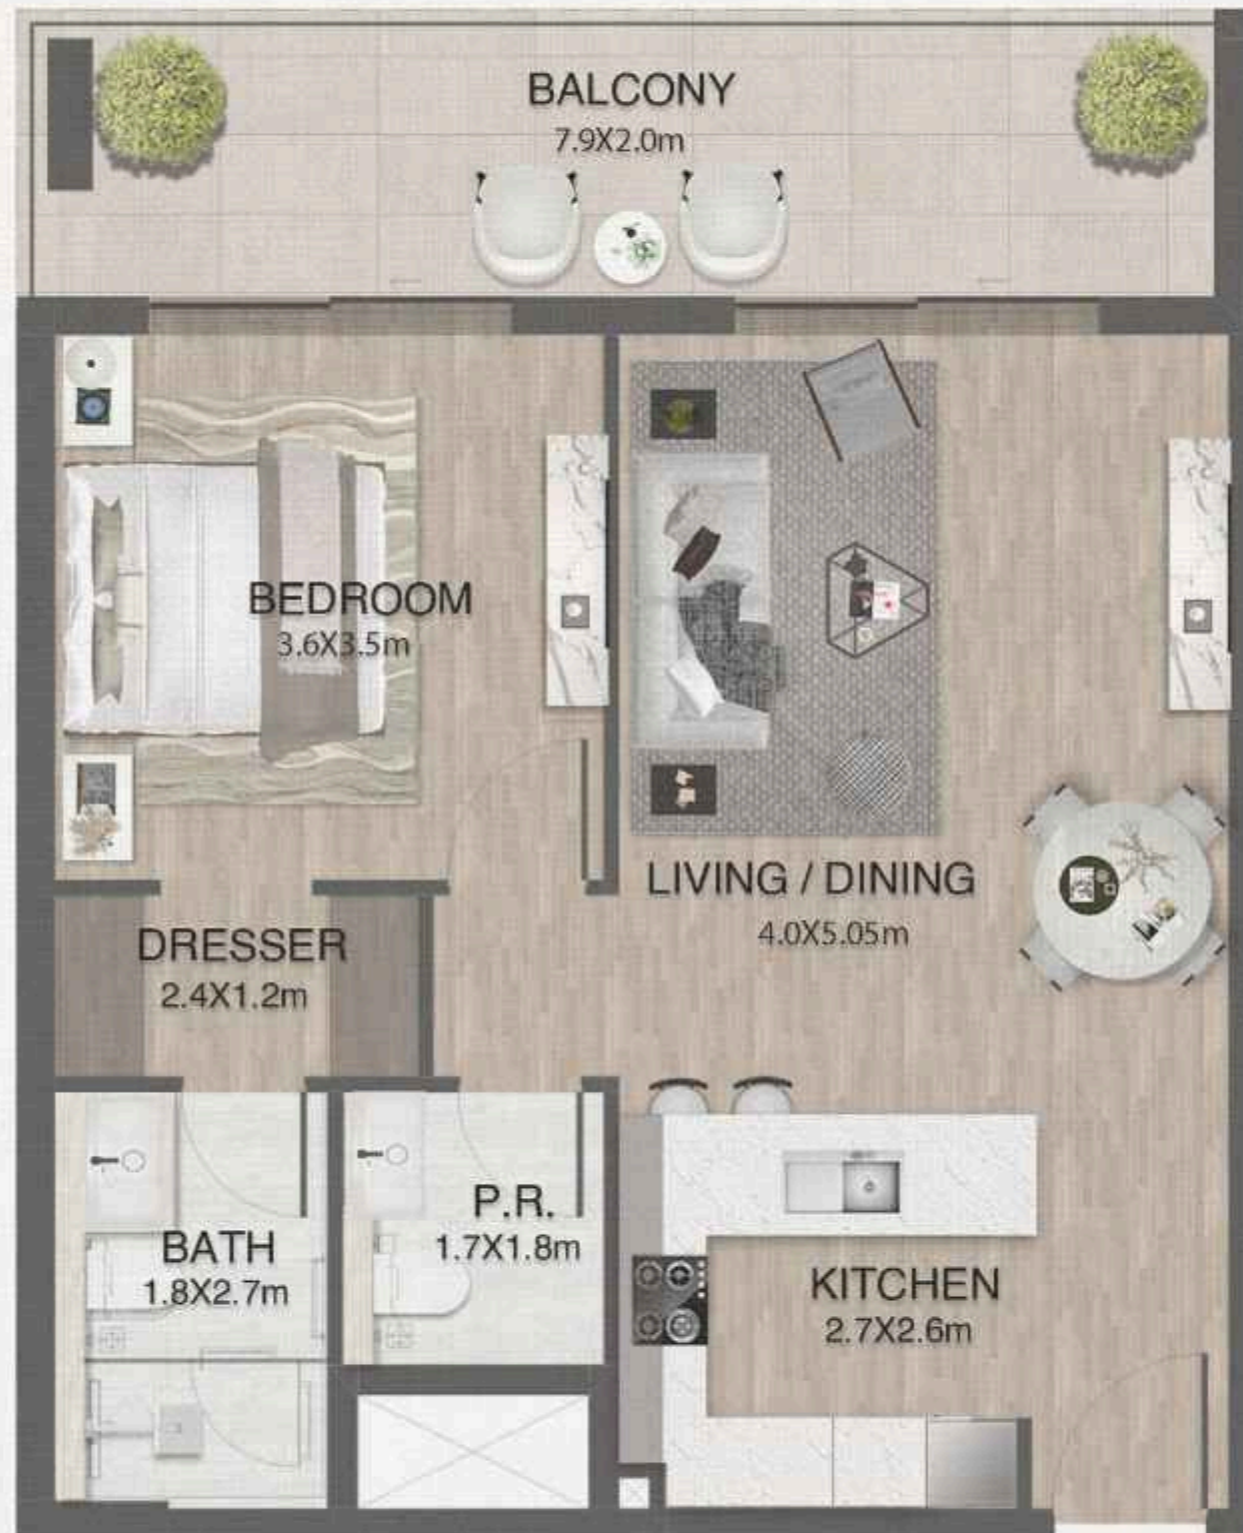 BALCONY
7.9X2.0m
BEDROOM
3.6X3.5m
LIVING / DINING
4.0X5.05m
DRESSER
2.4X1.2m
P.R.
1.7X1.8m
BATH
1.8X2.7m
KITCHEN
2.7X2.6m